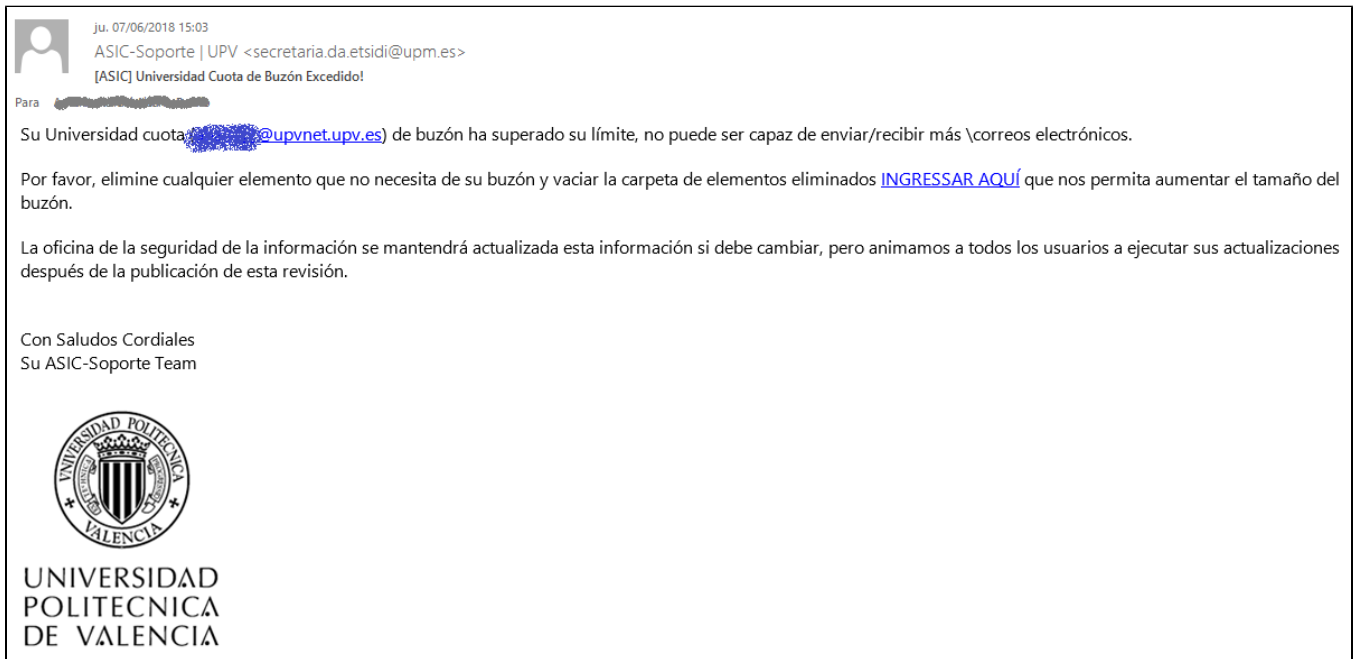 ju. 07/06/2018 15:03
ASIC-Soporte | UPV <secretaria.da.etsidi@upm.es>
[ASIC] Universidad Cuota de Buzón Excedido!
Para
Su Universidad cuota @upvnet.upv.es) de buzón ha superado su límite, no puede ser capaz de enviar/recibir más \correos electrónicos.
Por favor, elimine cualquier elemento que no necesita de su buzón y vaciar la carpeta de elementos eliminados INGRESSAR AQUÍ que nos permita aumentar el tamaño del
buzón.
La oficina de la seguridad de la información se mantendrá actualizada esta información si debe cambiar, pero animamos a todos los usuarios a ejecutar sus actualizaciones
después de la publicación de esta revisión.
Con Saludos Cordiales
Su ASIC-Soporte Team
VNIVERSIDAD POLITECNICA
VALENCIA
UNIVERSIDAD
POLITECNICA
DE VALENCIA